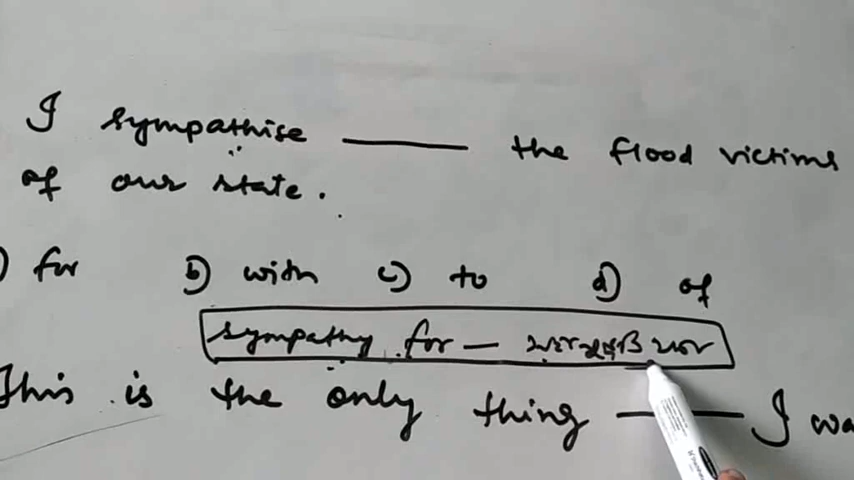 I sympathise ——— the flood victims
of our state.
) for b) with c) to d) of
sympathy for —
This is the only thing ——— I wa